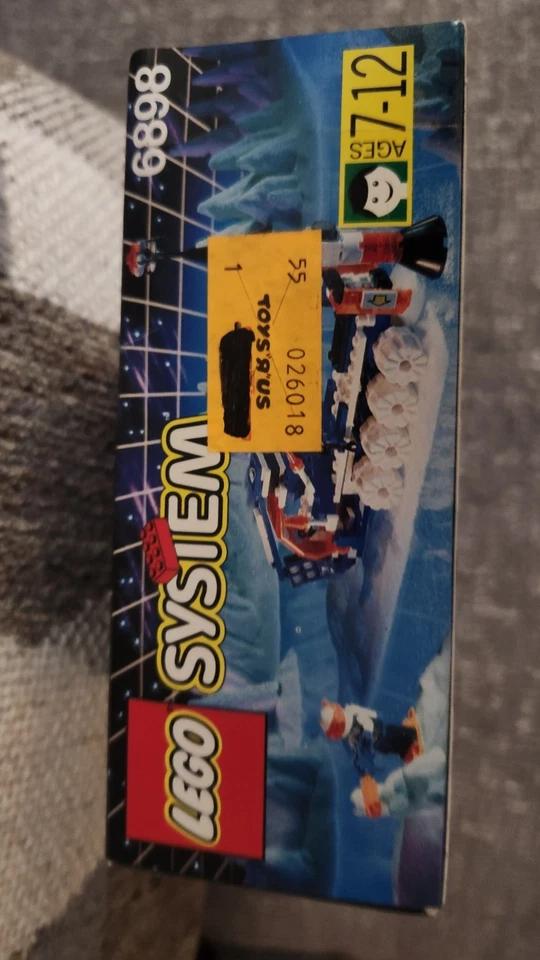 6898
AGES 7-12
55 026018
1
TOYS "R" US
LEGO SYSTEM